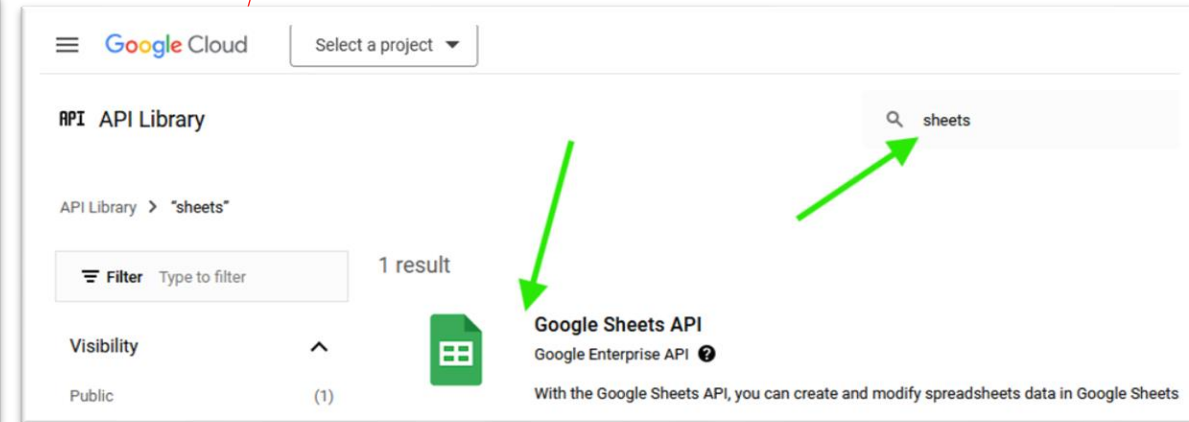 Google Cloud
Select a project
API API Library
sheets
API Library > “sheets”
Filter Type to filter
1 result
Google Sheets API
Google Enterprise API
With the Google Sheets API, you can create and modify spreadsheets data in Google Sheets
Visibility
Public (1)